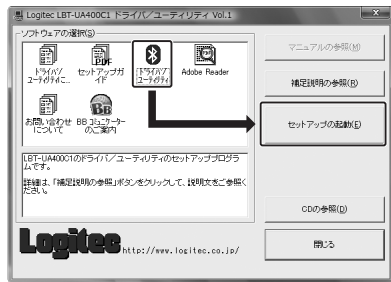 Logitec LBT-UA400C1 ドライバ/ユーティリティ Vol.1
ソフトウェアの選択(S)
ドライバ/
ユーティリティに...
セットアップガ
イド
ドライバ/
ユーティリティ
Adobe Reader
お問い合わせ
について
BB コミュニケーター
のご案内
マニュアルの参照(M)
補足説明の参照(R)
セットアップの起動(E)
LBT-UA400C1のドライバ/ユーティリティのセットアッププログラ
ムです。
詳細は、「補足説明の参照」ボタンをクリックして、説明文をご参照く
ださい。
CDの参照(D)
閉じる
Logitec http://www.logitec.co.jp/